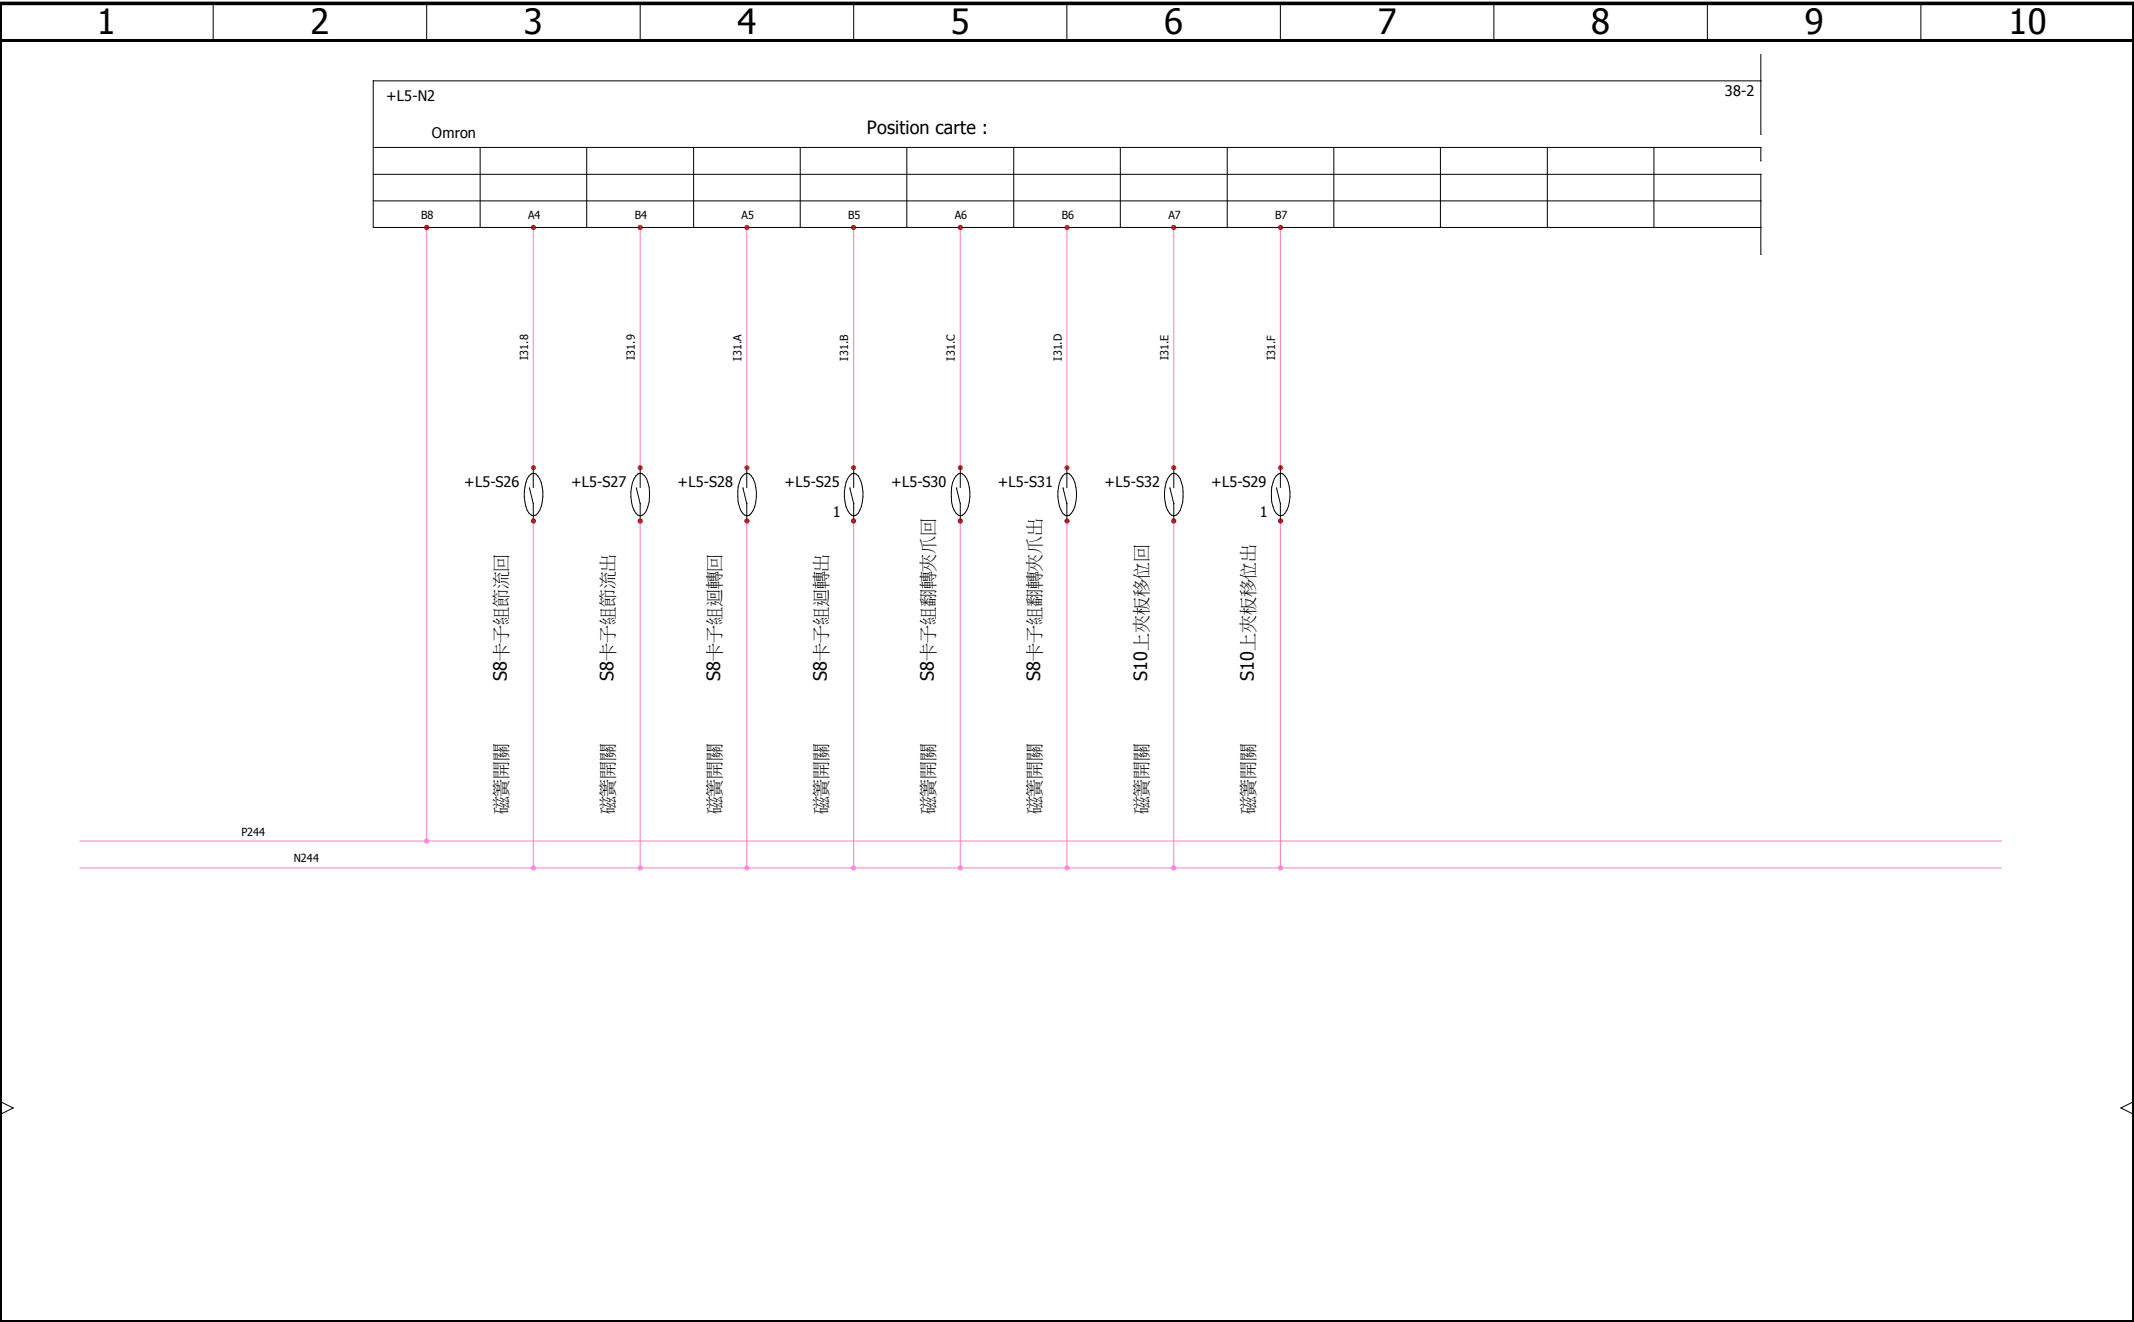 1 2 3 4 5 6 7 8 9 10
+L5-N2 38-2
Omron Position carte :
B8 A4 B4 A5 B5 A6 B6 A7 B7
I31.8 I31.9 I31.A I31.B I31.C I31.D I31.E I31.F
+L5-S26 +L5-S27 +L5-S28 +L5-S25 +L5-S30 +L5-S31 +L5-S32 +L5-S29
1 1
S8卡子組節流回
S8卡子組節流出
S8卡子組迴轉回
S8卡子組迴轉出
S8卡子組翻轉夾爪回
S8卡子組翻轉夾爪出
S10上夾板移位回
S10上夾板移位出
磁簧開關
磁簧開關
磁簧開關
磁簧開關
磁簧開關
磁簧開關
磁簧開關
磁簧開關
P244
N244